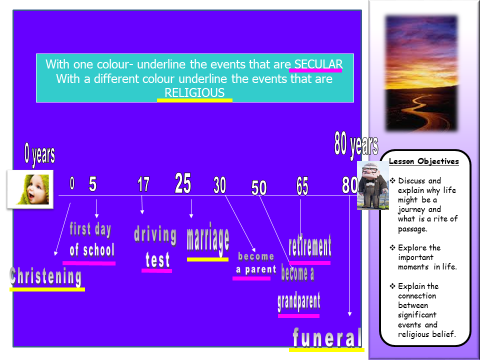 With one colour- underline the events that are SECULAR
With a different colour underline the events that are
RELIGIOUS
0 years
80 years
0
5
17
25
30
50
65
80
first day
of school
driving
test
marriage
become
a parent
retirement
become a
grandparent
Christening
funeral
Lesson Objectives
❖ Discuss and
explain why life
might be a
journey and
what is a rite of
passage.
❖ Explore the
important
moments in life.
❖ Explain the
connection
between
significant
events and
religious belief.